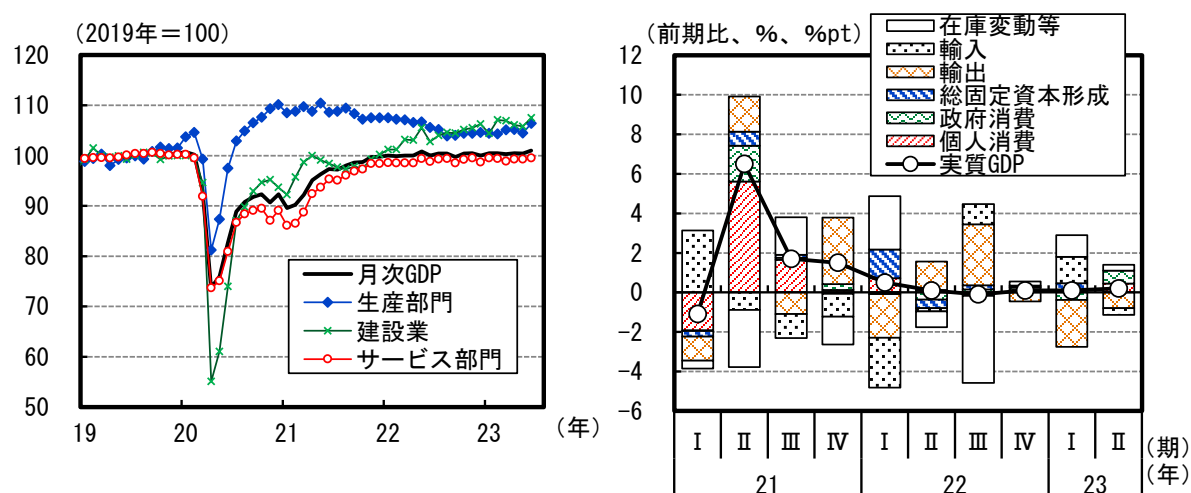 (2019年＝100)
120
110
100
90
80
70
60
50
19
20
21
22
23
(年)
月次GDP
生産部門
建設業
サービス部門
(前期比、%、%pt)
12
10
8
6
4
2
0
−2
−4
−6
在庫変動等
輸入
輸出
総固定資本形成
政府消費
個人消費
実質GDP
Ⅰ Ⅱ Ⅲ Ⅳ Ⅰ Ⅱ Ⅲ Ⅳ Ⅰ Ⅱ (期)
21 22 23 (年)